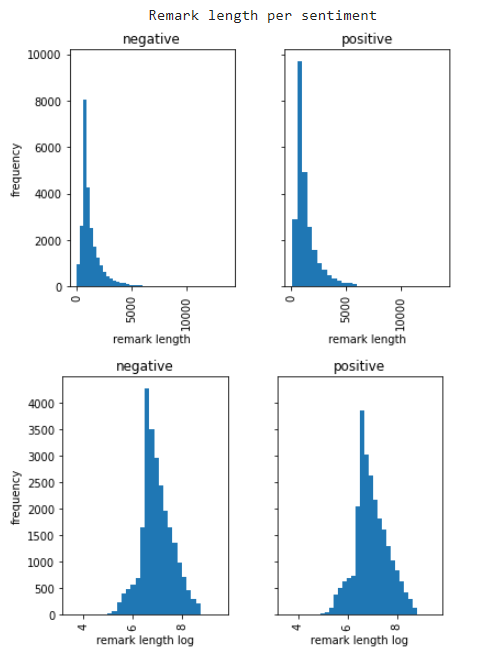 Remark length per sentiment
negative positive
10000
8000
6000
4000
2000
0
frequency
0 5000 10000 0 5000 10000
remark length remark length
negative positive
4000
3500
3000
2500
2000
1500
1000
500
0
frequency
4 6 8 4 6 8
remark length log remark length log